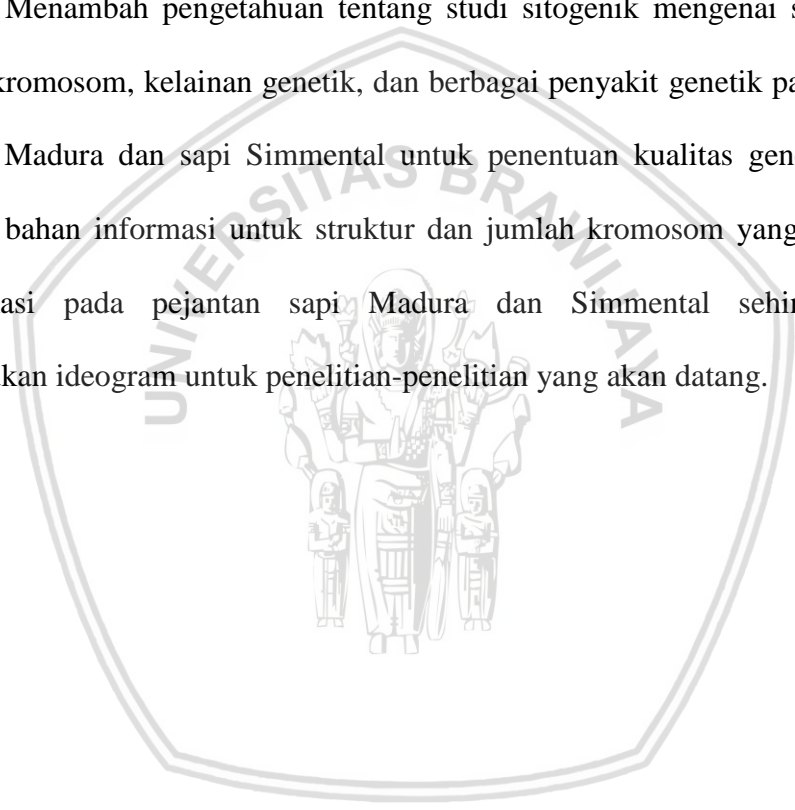 Menambah pengetahuan tentang studi sitogenik mengenai
kromosom, kelainan genetik, dan berbagai penyakit genetik
Madura dan sapi Simmental untuk penentuan kualitas
bahan informasi untuk struktur dan jumlah kromosom yang
pada pejantan sapi Madura dan Simmental
ideogram untuk penelitian-penelitian yang akan datang.
UNIVERSITAS BRAWIJAYA